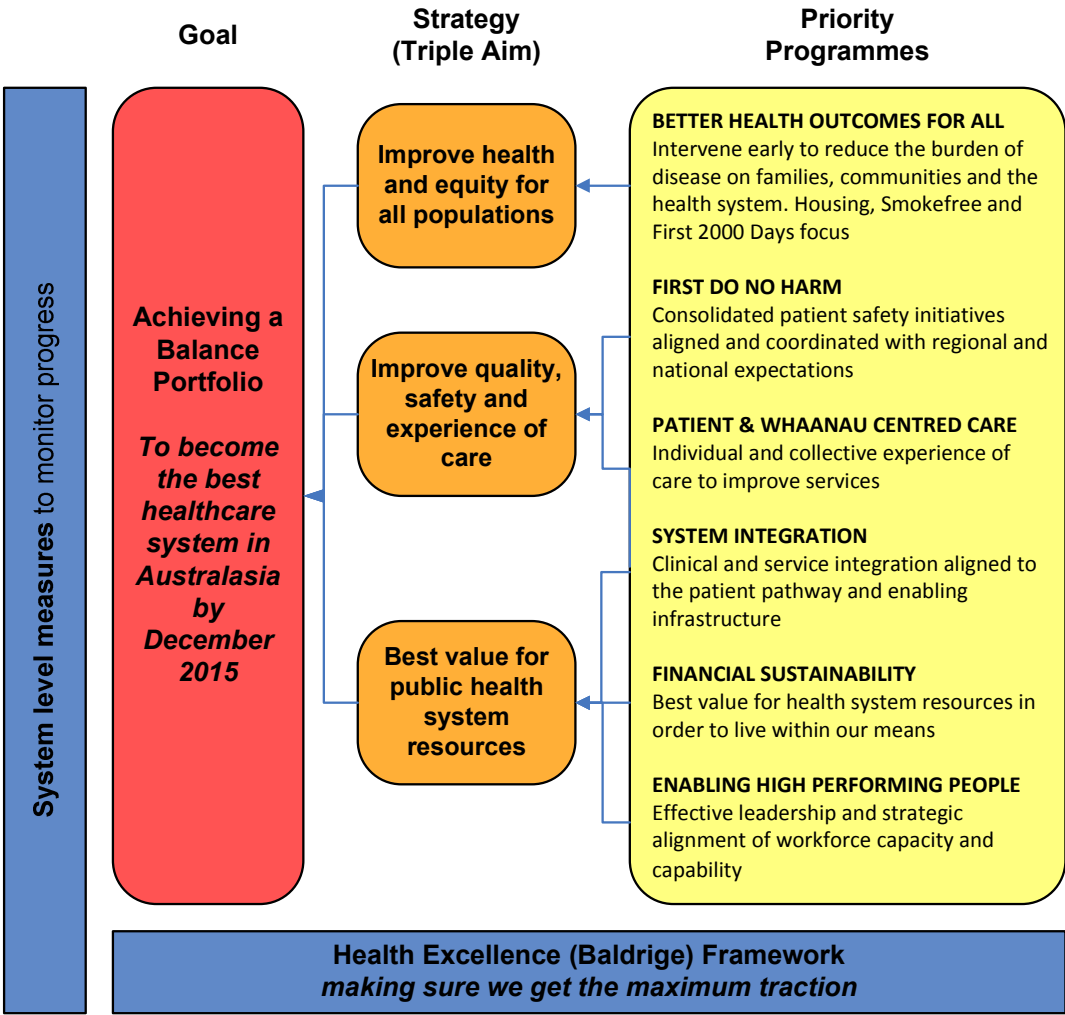 Goal
Strategy
(Triple Aim)
Priority
Programmes
System level measures to monitor progress
Achieving a
Balance
Portfolio
To become
the best
healthcare
system in
Australasia
by
December
2015
Improve health
and equity for
all populations
Improve quality,
safety and
experience of
care
Best value for
public health
system
resources
BETTER HEALTH OUTCOMES FOR ALL
Intervene early to reduce the burden of
disease on families, communities and the
health system. Housing, Smokefree and
First 2000 Days focus
FIRST DO NO HARM
Consolidated patient safety initiatives
aligned and coordinated with regional and
national expectations
PATIENT & WHAANAU CENTRED CARE
Individual and collective experience of
care to improve services
SYSTEM INTEGRATION
Clinical and service integration aligned to
the patient pathway and enabling
infrastructure
FINANCIAL SUSTAINABILITY
Best value for health system resources in
order to live within our means
ENABLING HIGH PERFORMING PEOPLE
Effective leadership and strategic
alignment of workforce capacity and
capability
Health Excellence (Baldrige) Framework
making sure we get the maximum traction